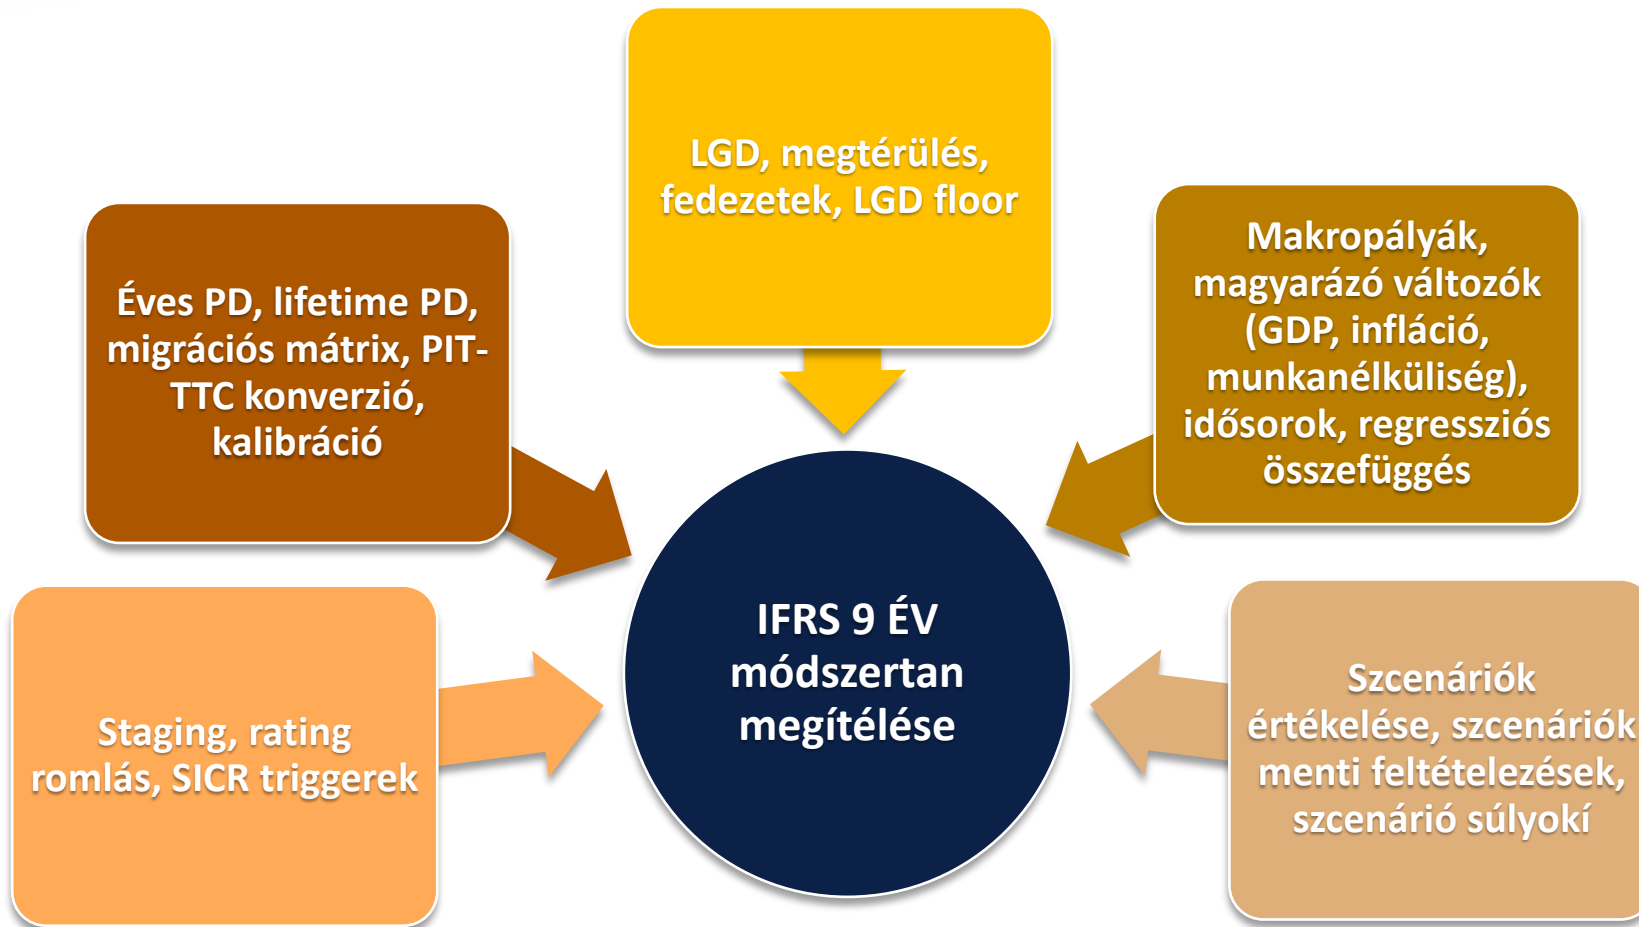 LGD, megtérülés,
fedezetek, LGD floor
Éves PD, lifetime PD,
migrációs mátrix, PIT-
TTC konverzió,
kalibráció
Makropályák,
magyarázó változók
(GDP, infláció,
munkanélküliség),
idősorok, regressziós
összefüggés
Staging, rating
romlás, SICR triggerek
IFRS 9 ÉV
módszertan
megítélése
Szcenáriók
értékelése, szcenáriók
menti feltételezések,
szcenárió súlyokí